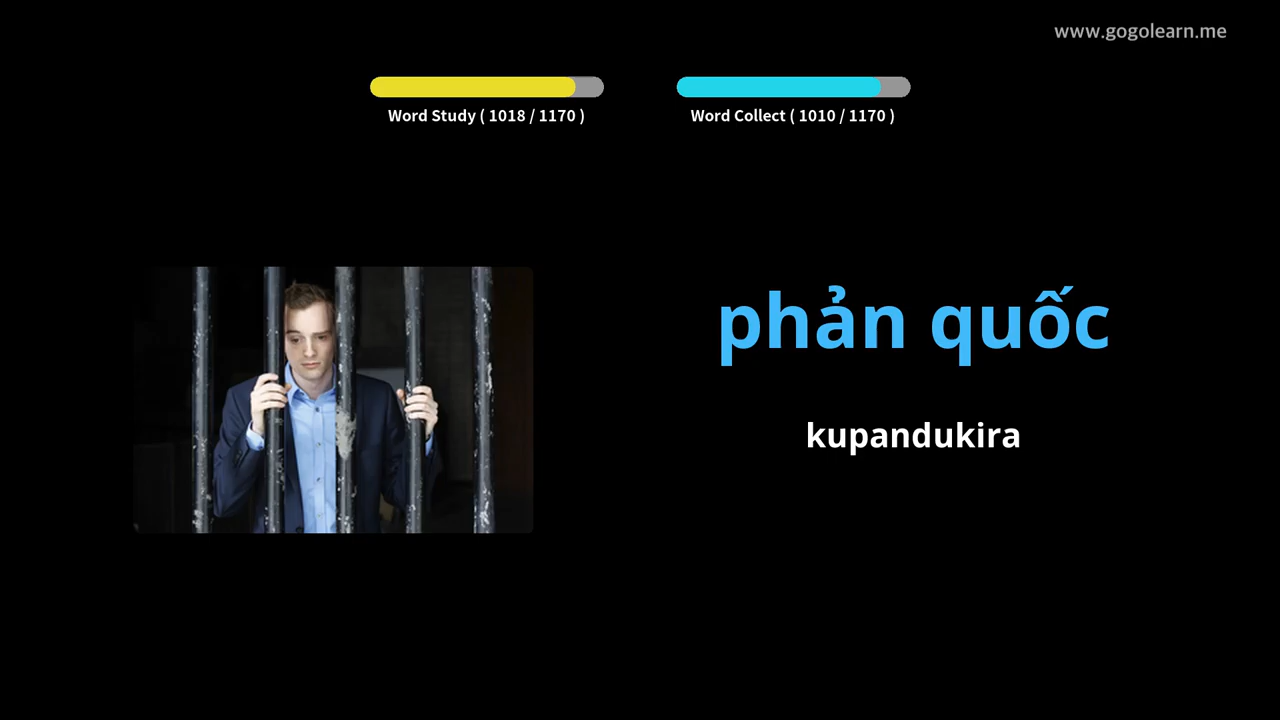 www.gogolearn.me
Word Study ( 1018 / 1170 )
Word Collect ( 1010 / 1170 )
phản quốc
kupandukira